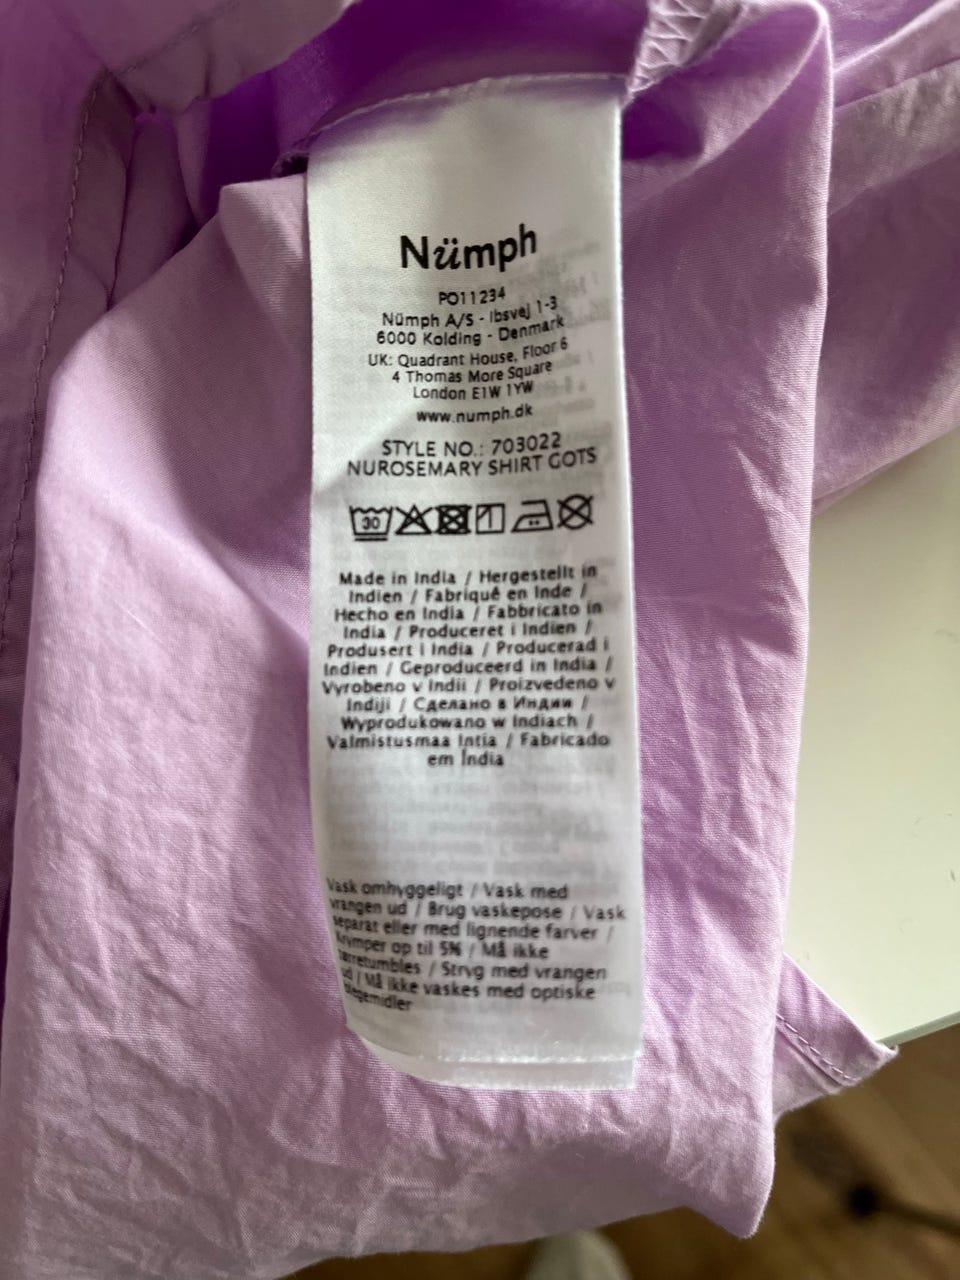 Nümph
PO11234
Nümph A/S - Ibsvej 1-3
6000 Kolding - Denmark
UK: Quadrant House, Floor 6
4 Thomas More Square
London E1W 1YW
www.numph.dk
STYLE NO.: 703022
NUROSEMARY SHIRT GOTS
30
Made in India / Hergestellt in
Indien / Fabriqué en Inde /
Hecho en India / Fabbricato in
India / Produceret i Indien /
Produsert i India / Producerad i
Indien / Geproduceerd in India /
Vyrobeno v Indii / Proizvedeno v
Indiji / Сделано в Индии /
Wyprodukowano w Indiach /
Valmistusmaa Intia / Fabricado
em Índia
Vask omhyggeligt / Vask med
vrangen ud / Brug vaskepose / Vask
separat eller med lignende farver /
Krymper op til 5% / Må ikke
tørretumbles / Stryg med vrangen
ud / Må ikke vaskes med optiske